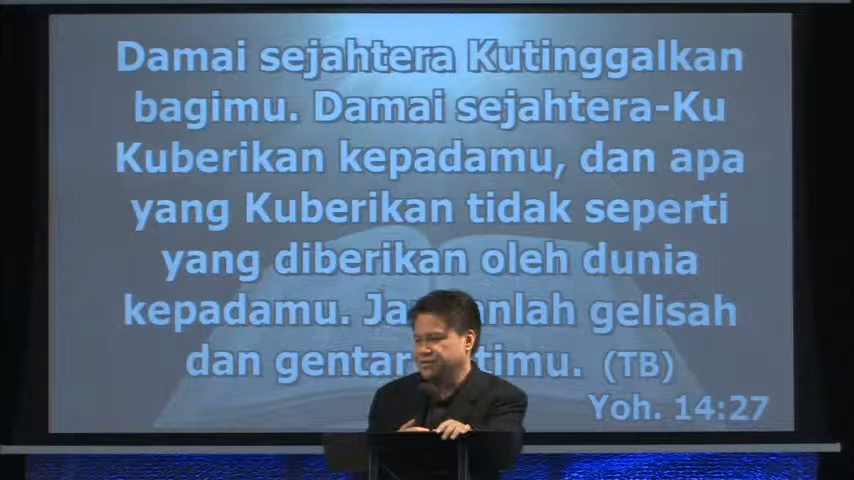 Damai sejahtera Kutinggalkan
bagimu. Damai sejahtera-Ku
Kuberikan kepadamu, dan apa
yang Kuberikan tidak seperti
yang diberikan oleh dunia
kepadamu. gelisah
dan (TB)
Yoh. 14:27